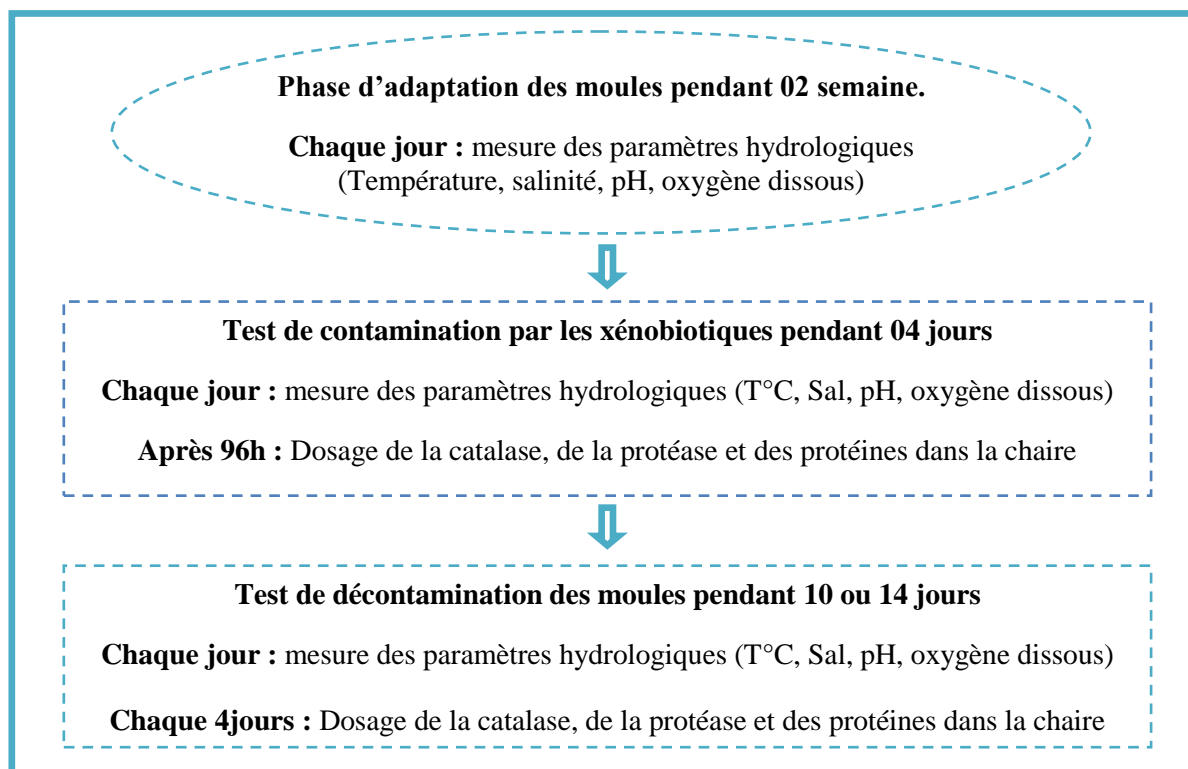 Phase d’adaptation des moules pendant 02 semaine.
Chaque jour : mesure des paramètres hydrologiques
(Température, salinité, pH, oxygène dissous)
Test de contamination par les xénobiotiques pendant 04 jours
Chaque jour : mesure des paramètres hydrologiques (T°C, Sal, pH, oxygène dissous)
Après 96h : Dosage de la catalase, de la protéase et des protéines dans la chaire
Test de décontamination des moules pendant 10 ou 14 jours
Chaque jour : mesure des paramètres hydrologiques (T°C, Sal, pH, oxygène dissous)
Chaque 4jours : Dosage de la catalase, de la protéase et des protéines dans la chaire